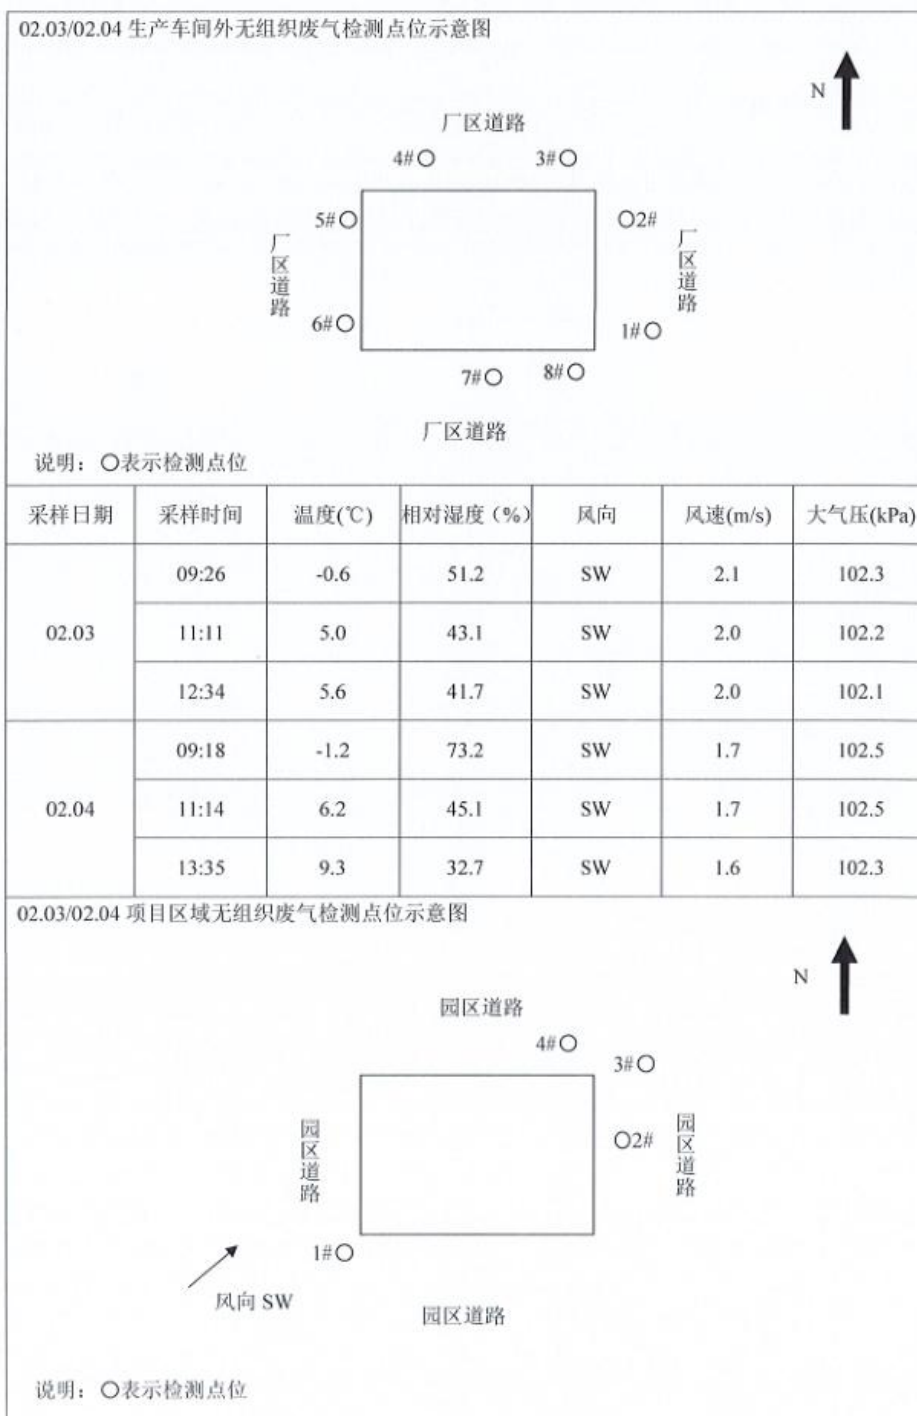 02.03/02.04 生产车间外无组织废气检测点位示意图
N
厂区道路
4#○ 3#○
5#○ ○2#
厂区道路 厂区道路
6#○ 1#○
7#○ 8#○
厂区道路
说明：○表示检测点位
采样日期 采样时间 温度(℃) 相对湿度（%） 风向 风速(m/s) 大气压(kPa)
02.03 09:26 -0.6 51.2 SW 2.1 102.3
11:11 5.0 43.1 SW 2.0 102.2
12:34 5.6 41.7 SW 2.0 102.1
02.04 09:18 -1.2 73.2 SW 1.7 102.5
11:14 6.2 45.1 SW 1.7 102.5
13:35 9.3 32.7 SW 1.6 102.3
02.03/02.04 项目区域无组织废气检测点位示意图
N
园区道路
4#○
3#○
园区道路 ○2# 园区道路
1#○
风向 SW
园区道路
说明：○表示检测点位